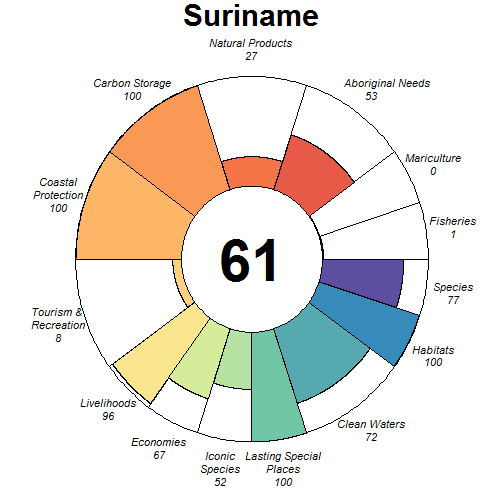 Suriname
Natural Products
27
Carbon Storage
100
Aboriginal Needs
53
Mariculture
0
Coastal
Protection
100
Fisheries
1
61
Species
77
Tourism &
Recreation
8
Habitats
100
Livelihoods
96
Clean Waters
72
Economies
67
Iconic
Species
52
Lasting Special
Places
100